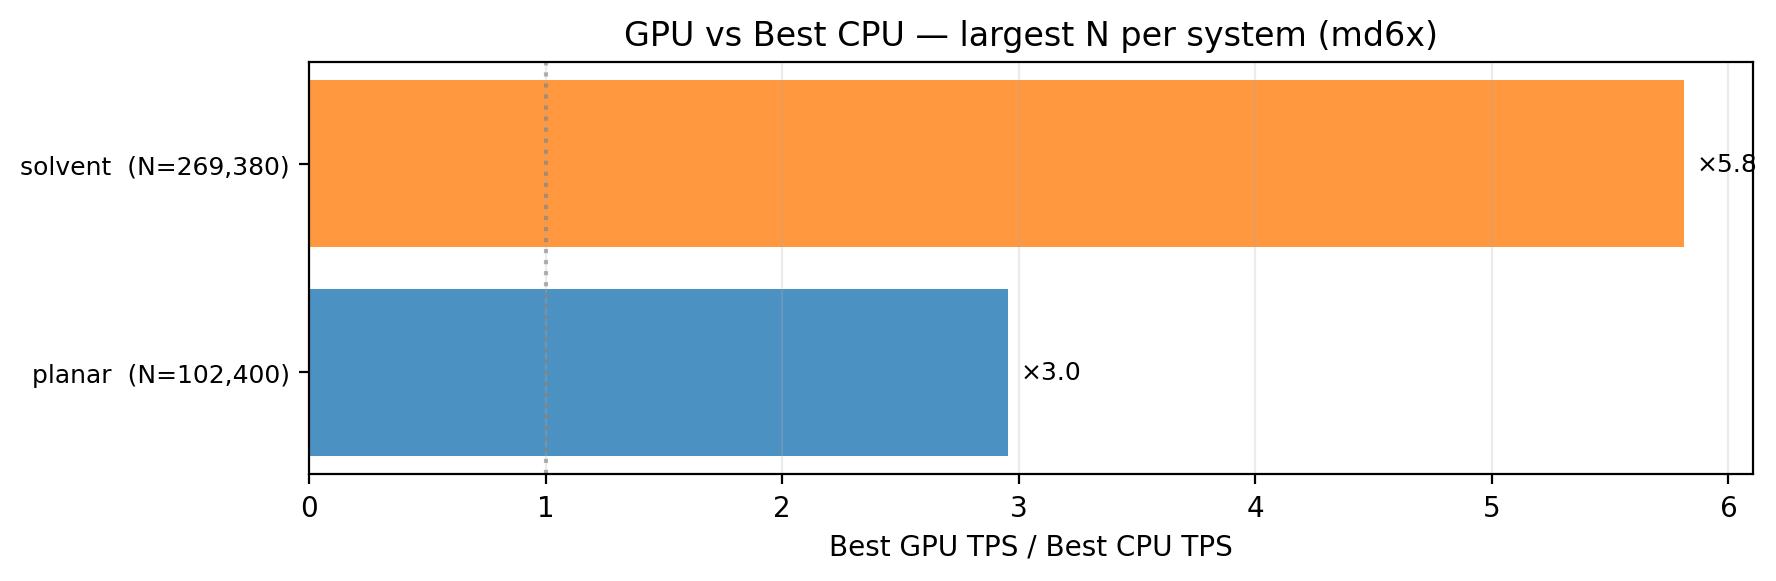 GPU vs Best CPU — largest N per system (md6x)
solvent  (N=269,380)
×5.8
planar  (N=102,400)
×3.0
0 1 2 3 4 5 6
Best GPU TPS / Best CPU TPS